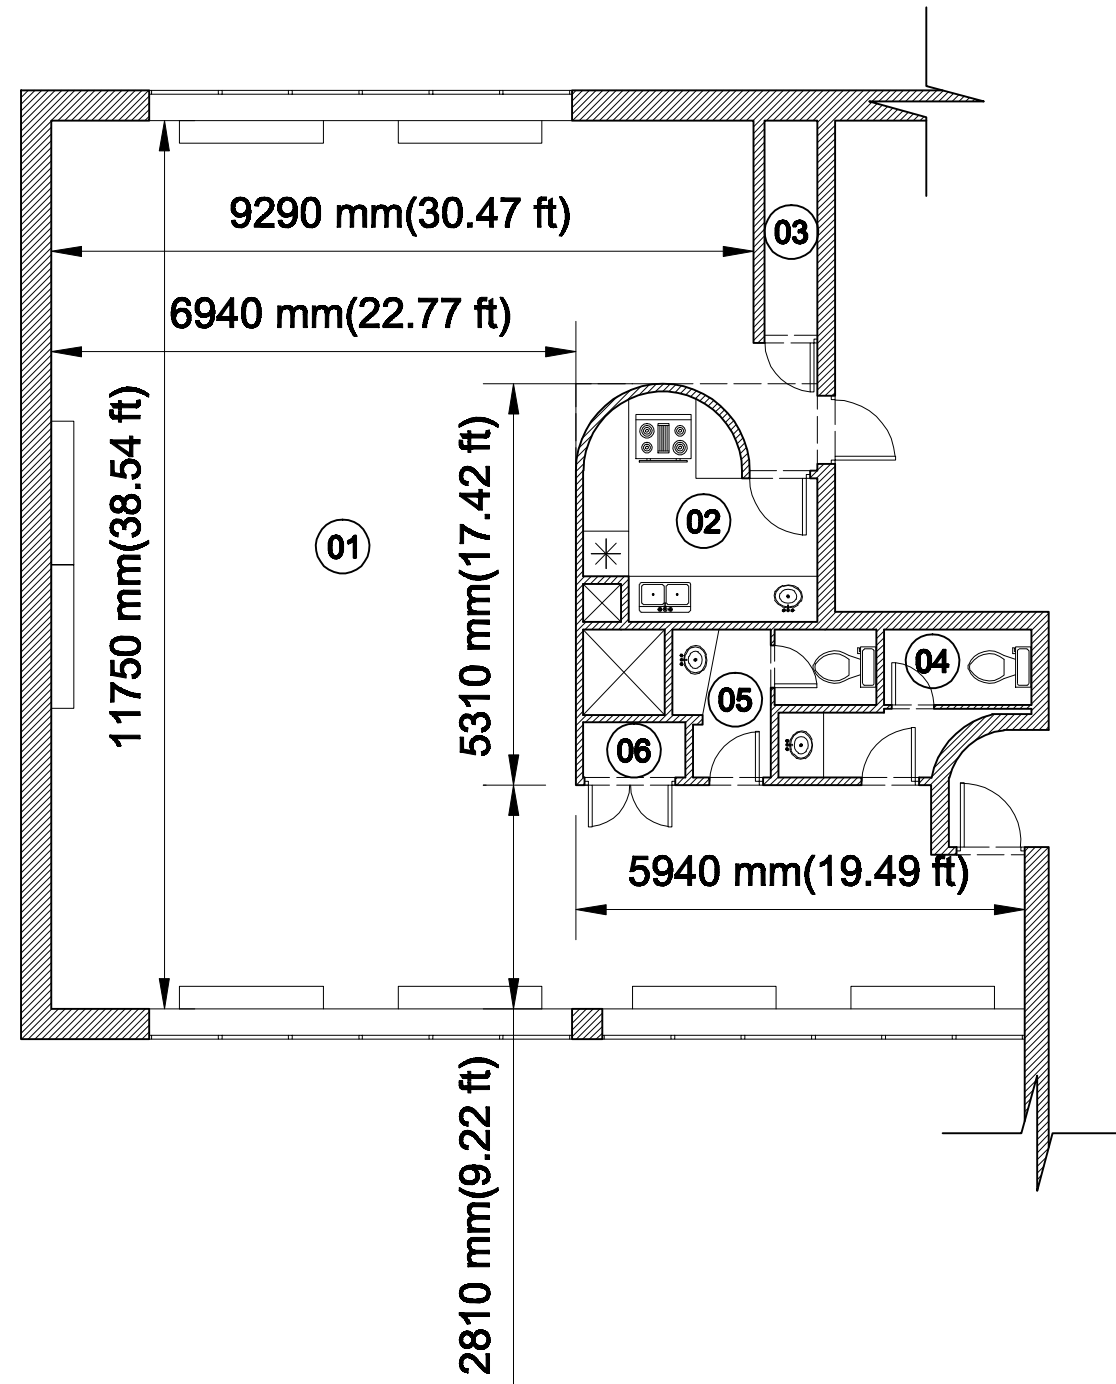 9290 mm(30.47 ft)
03
6940 mm(22.77 ft)
11750 mm(38.54 ft)
5310 mm(17.42 ft)
01
02
04
05
06
5940 mm(19.49 ft)
2810 mm(9.22 ft)